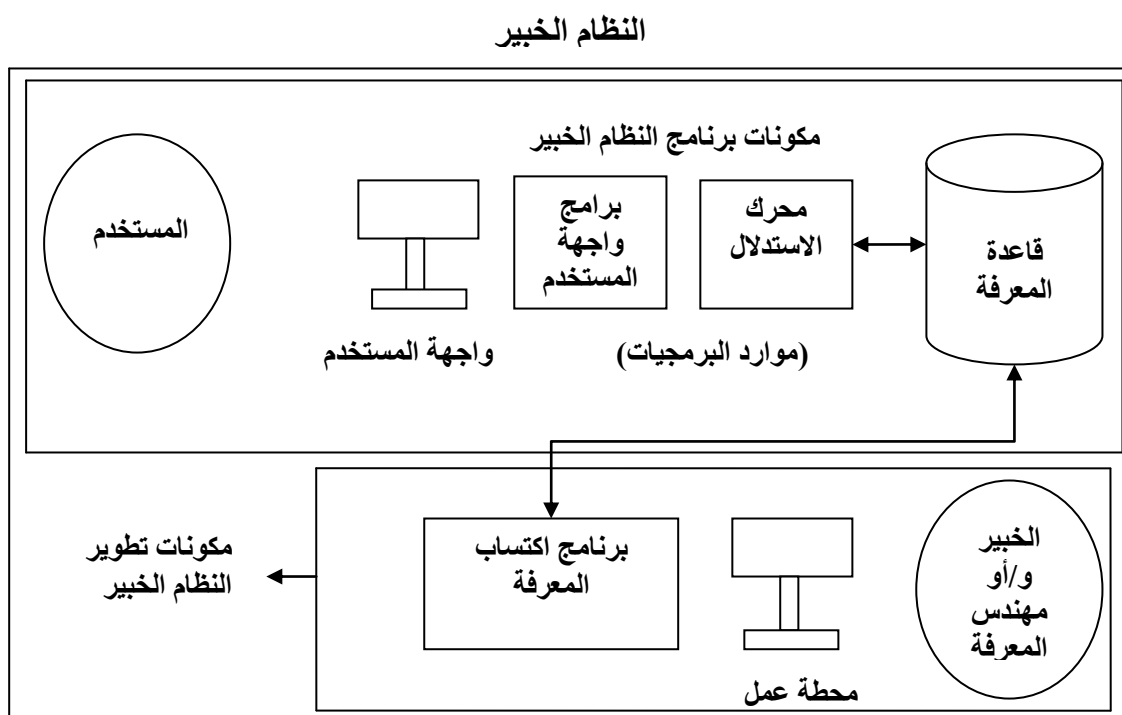 النظام الخبير
مكونات برنامج النظام الخبير
قاعدة
المعرفة
محرك
الاستدلال
برامج
واجهة
المستخدم
المستخدم
(موارد البرمجيات)
واجهة المستخدم
الخبير
و/أو
مهندس
المعرفة
برنامج اكتساب
المعرفة
محطة عمل
مكونات تطوير
النظام الخبير